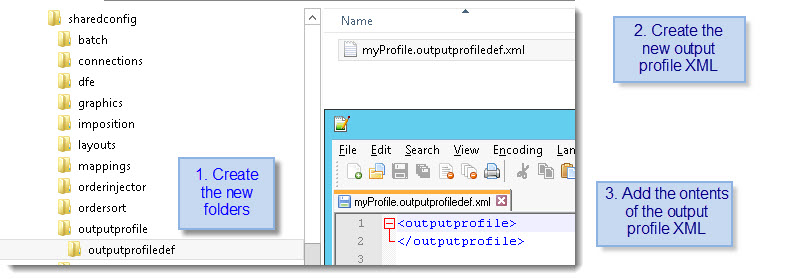 sharedconfig
batch
connections
dfe
graphics
imposition
layouts
mappings
orderinjector
ordersort
outputprofile
outputprofiledef
1. Create
the new
folders
Name
myProfile.outputprofiledef.xml
File Edit Search View Encoding Lan
myProfile.outputprofiledef.xml
1 <outputprofile>
2 </outputprofile>
3
2. Create the
new output
profile XML
3. Add the ontents
of the output
profile XML